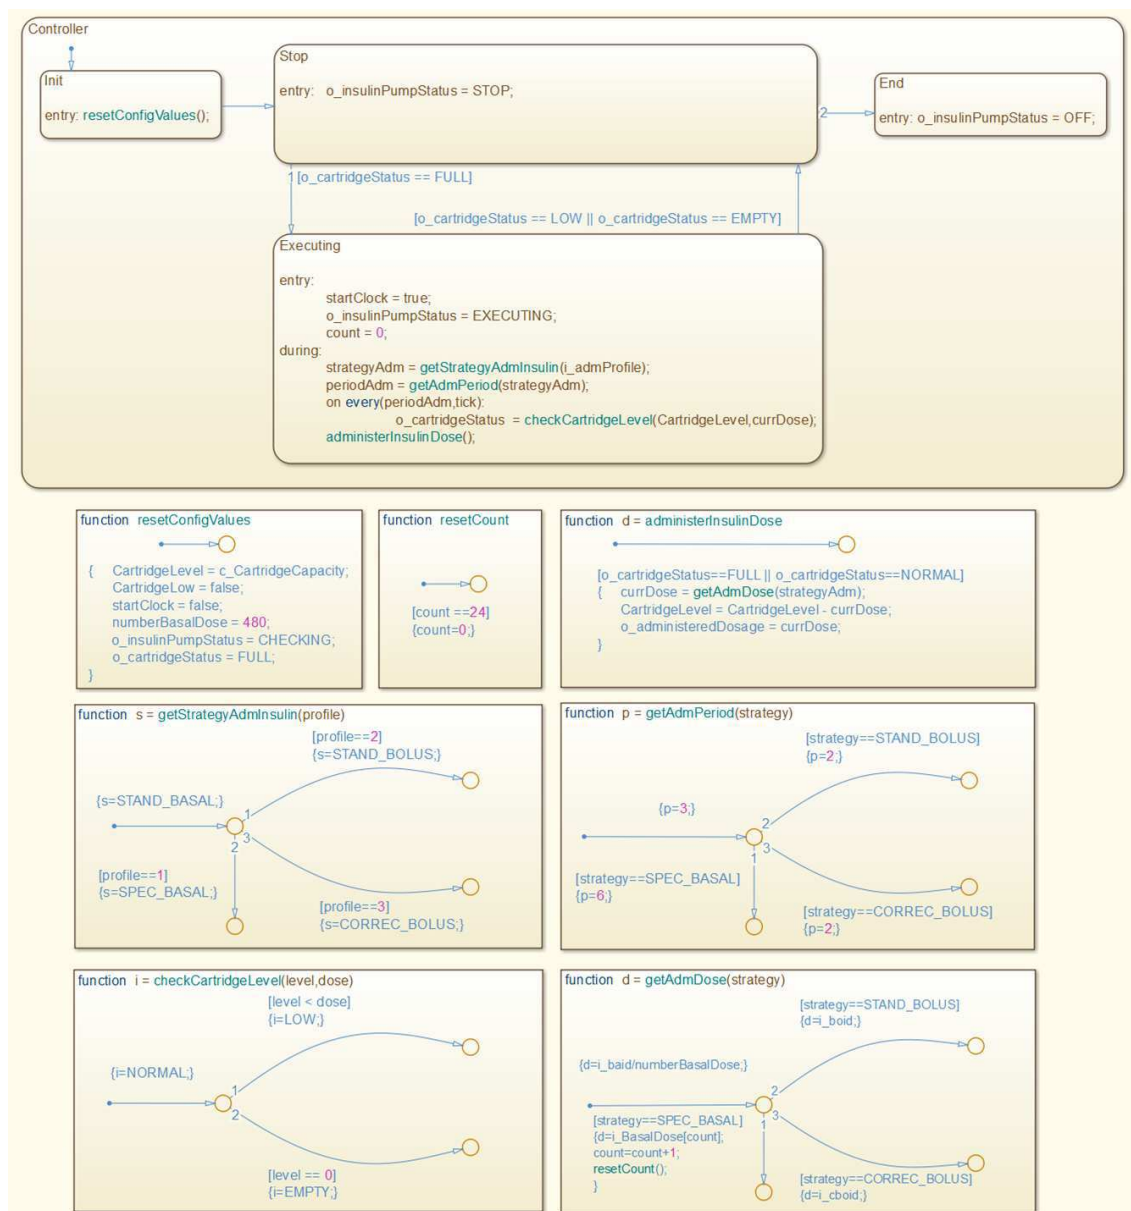 Controller
Init
entry: resetConfigValues();
Stop
entry: o_insulinPumpStatus = STOP;
End
entry: o_insulinPumpStatus = OFF;
2
1
[o_cartridgeStatus == FULL]
[o_cartridgeStatus == LOW || o_cartridgeStatus == EMPTY]
Executing
entry:
startClock = true;
o_insulinPumpStatus = EXECUTING;
count = 0;
during:
strategyAdm = getStrategyAdmInsulin(i_admProfile);
periodAdm = getAdmPeriod(strategyAdm);
on every(periodAdm,tick):
o_cartridgeStatus = checkCartridgeLevel(CartridgeLevel,currDose);
administerInsulinDose();
function resetConfigValues
{ CartridgeLevel = c_CartridgeCapacity;
CartridgeLow = false;
startClock = false;
numberBasalDose = 480;
o_insulinPumpStatus = CHECKING;
o_cartridgeStatus = FULL;
}
function resetCount
[count ==24]
{count=0;}
function d = administerInsulinDose
[o_cartridgeStatus==FULL || o_cartridgeStatus==NORMAL]
{ currDose = getAdmDose(strategyAdm);
CartridgeLevel = CartridgeLevel - currDose;
o_administeredDosage = currDose;
}
function s = getStrategyAdmInsulin(profile)
[profile==2]
{s=STAND_BOLUS;}
{s=STAND_BASAL;}
1
2
3
[profile==1]
{s=SPEC_BASAL;}
[profile==3]
{s=CORREC_BOLUS;}
function p = getAdmPeriod(strategy)
[strategy==STAND_BOLUS]
{p=2;}
{p=3;}
2
1
3
[strategy==SPEC_BASAL]
{p=6;}
[strategy==CORREC_BOLUS]
{p=2;}
function i = checkCartridgeLevel(level,dose)
[level < dose]
{i=LOW;}
{i=NORMAL;}
1
2
[level == 0]
{i=EMPTY;}
function d = getAdmDose(strategy)
[strategy==STAND_BOLUS]
{d=i_boid;}
{d=i_baid/numberBasalDose;}
2
1
3
[strategy==SPEC_BASAL]
{d=i_BasalDose[count];
count=count+1;
resetCount();
}
[strategy==CORREC_BOLUS]
{d=i_cboid;}